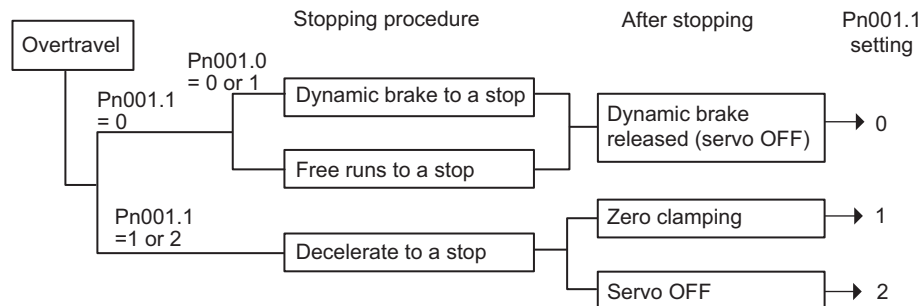 Stopping procedure
After stopping
Pn001.1
setting
Overtravel
Pn001.0
= 0 or 1
Pn001.1
= 0
Dynamic brake to a stop
Dynamic brake
released (servo OFF)
0
Free runs to a stop
Pn001.1
=1 or 2
Zero clamping
1
Decelerate to a stop
Servo OFF
2